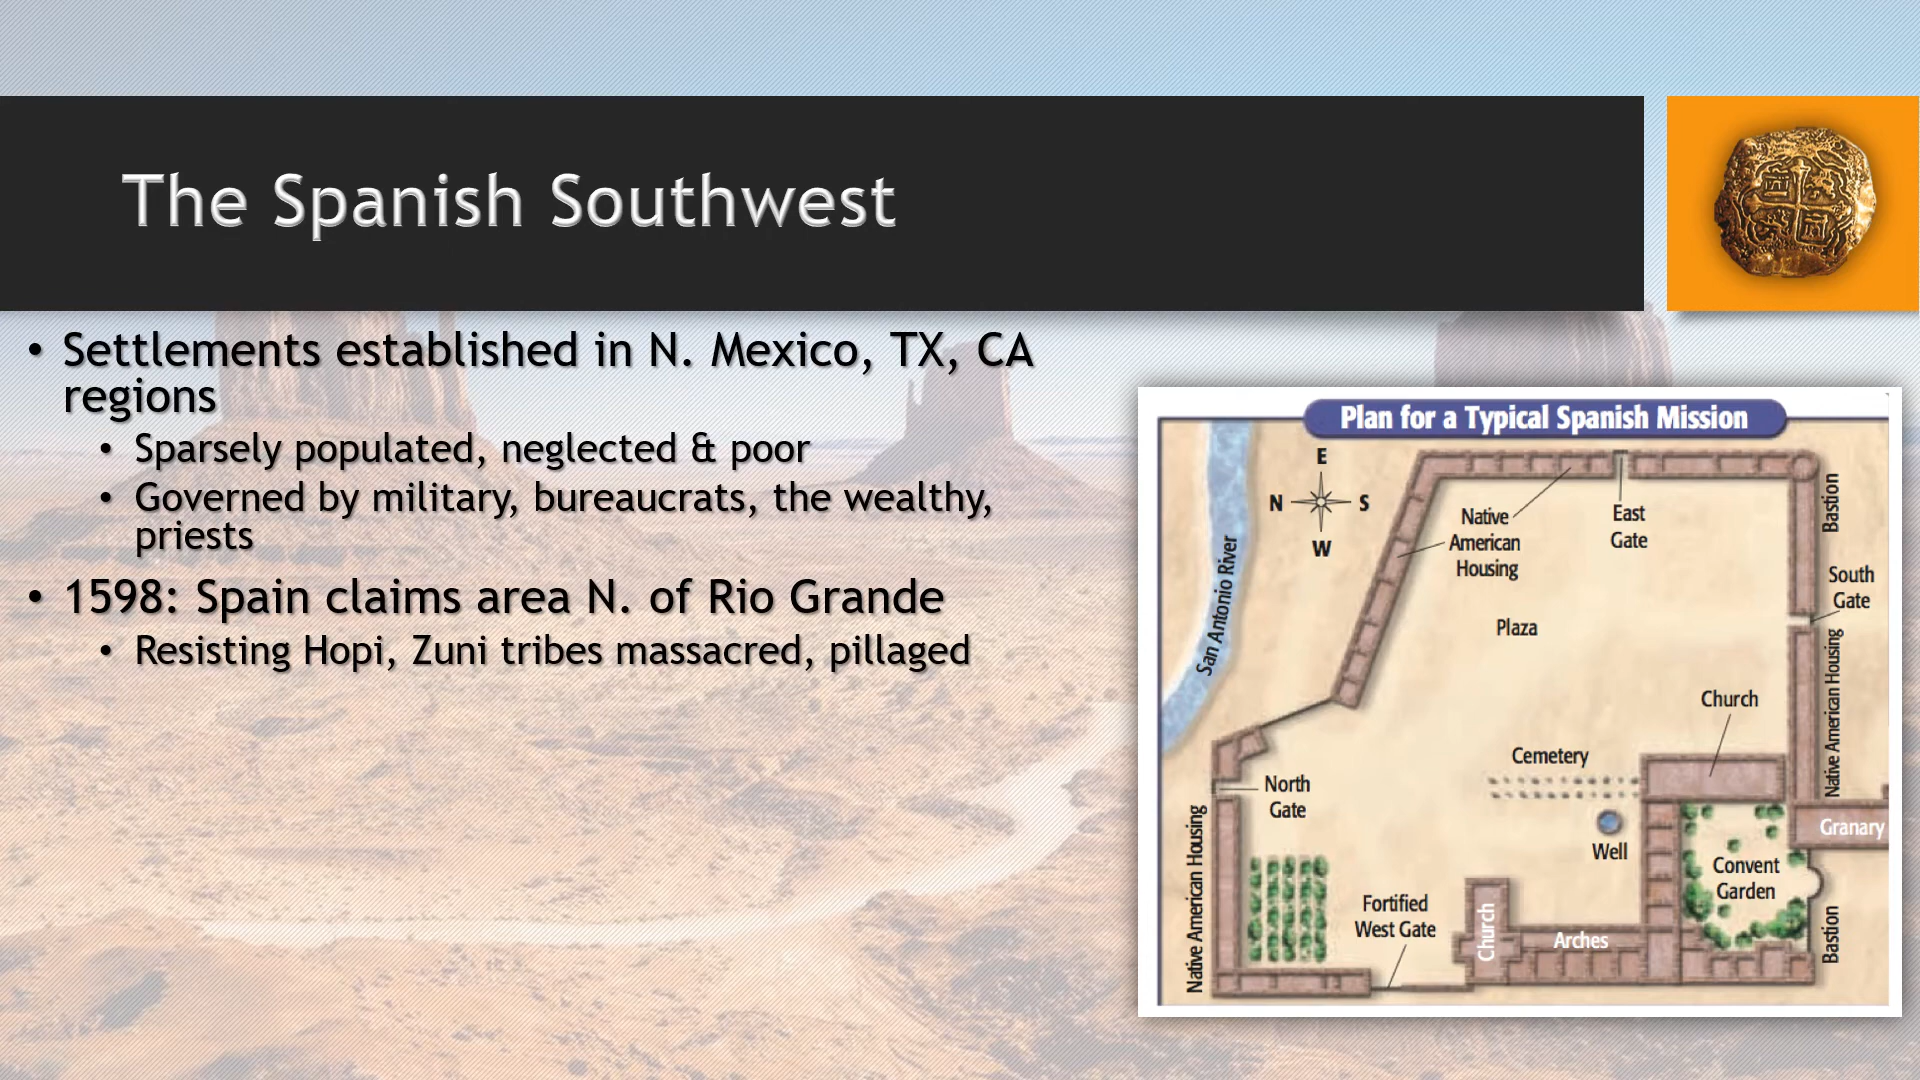 The Spanish Southwest
• Settlements established in N. Mexico, TX, CA
regions
• Sparsely populated, neglected & poor
• Governed by military, bureaucrats, the wealthy,
priests
• 1598: Spain claims area N. of Rio Grande
• Resisting Hopi, Zuni tribes massacred, pillaged
Plan for a Typical Spanish Mission
E
N
S
W
San Antonio River
Native
American
Housing
East
Gate
Bastion
South
Gate
Plaza
Native American Housing
Church
Cemetery
North
Gate
Well
Granary
Convent
Garden
Native American Housing
Fortified
West Gate
Church
Arches
Bastion